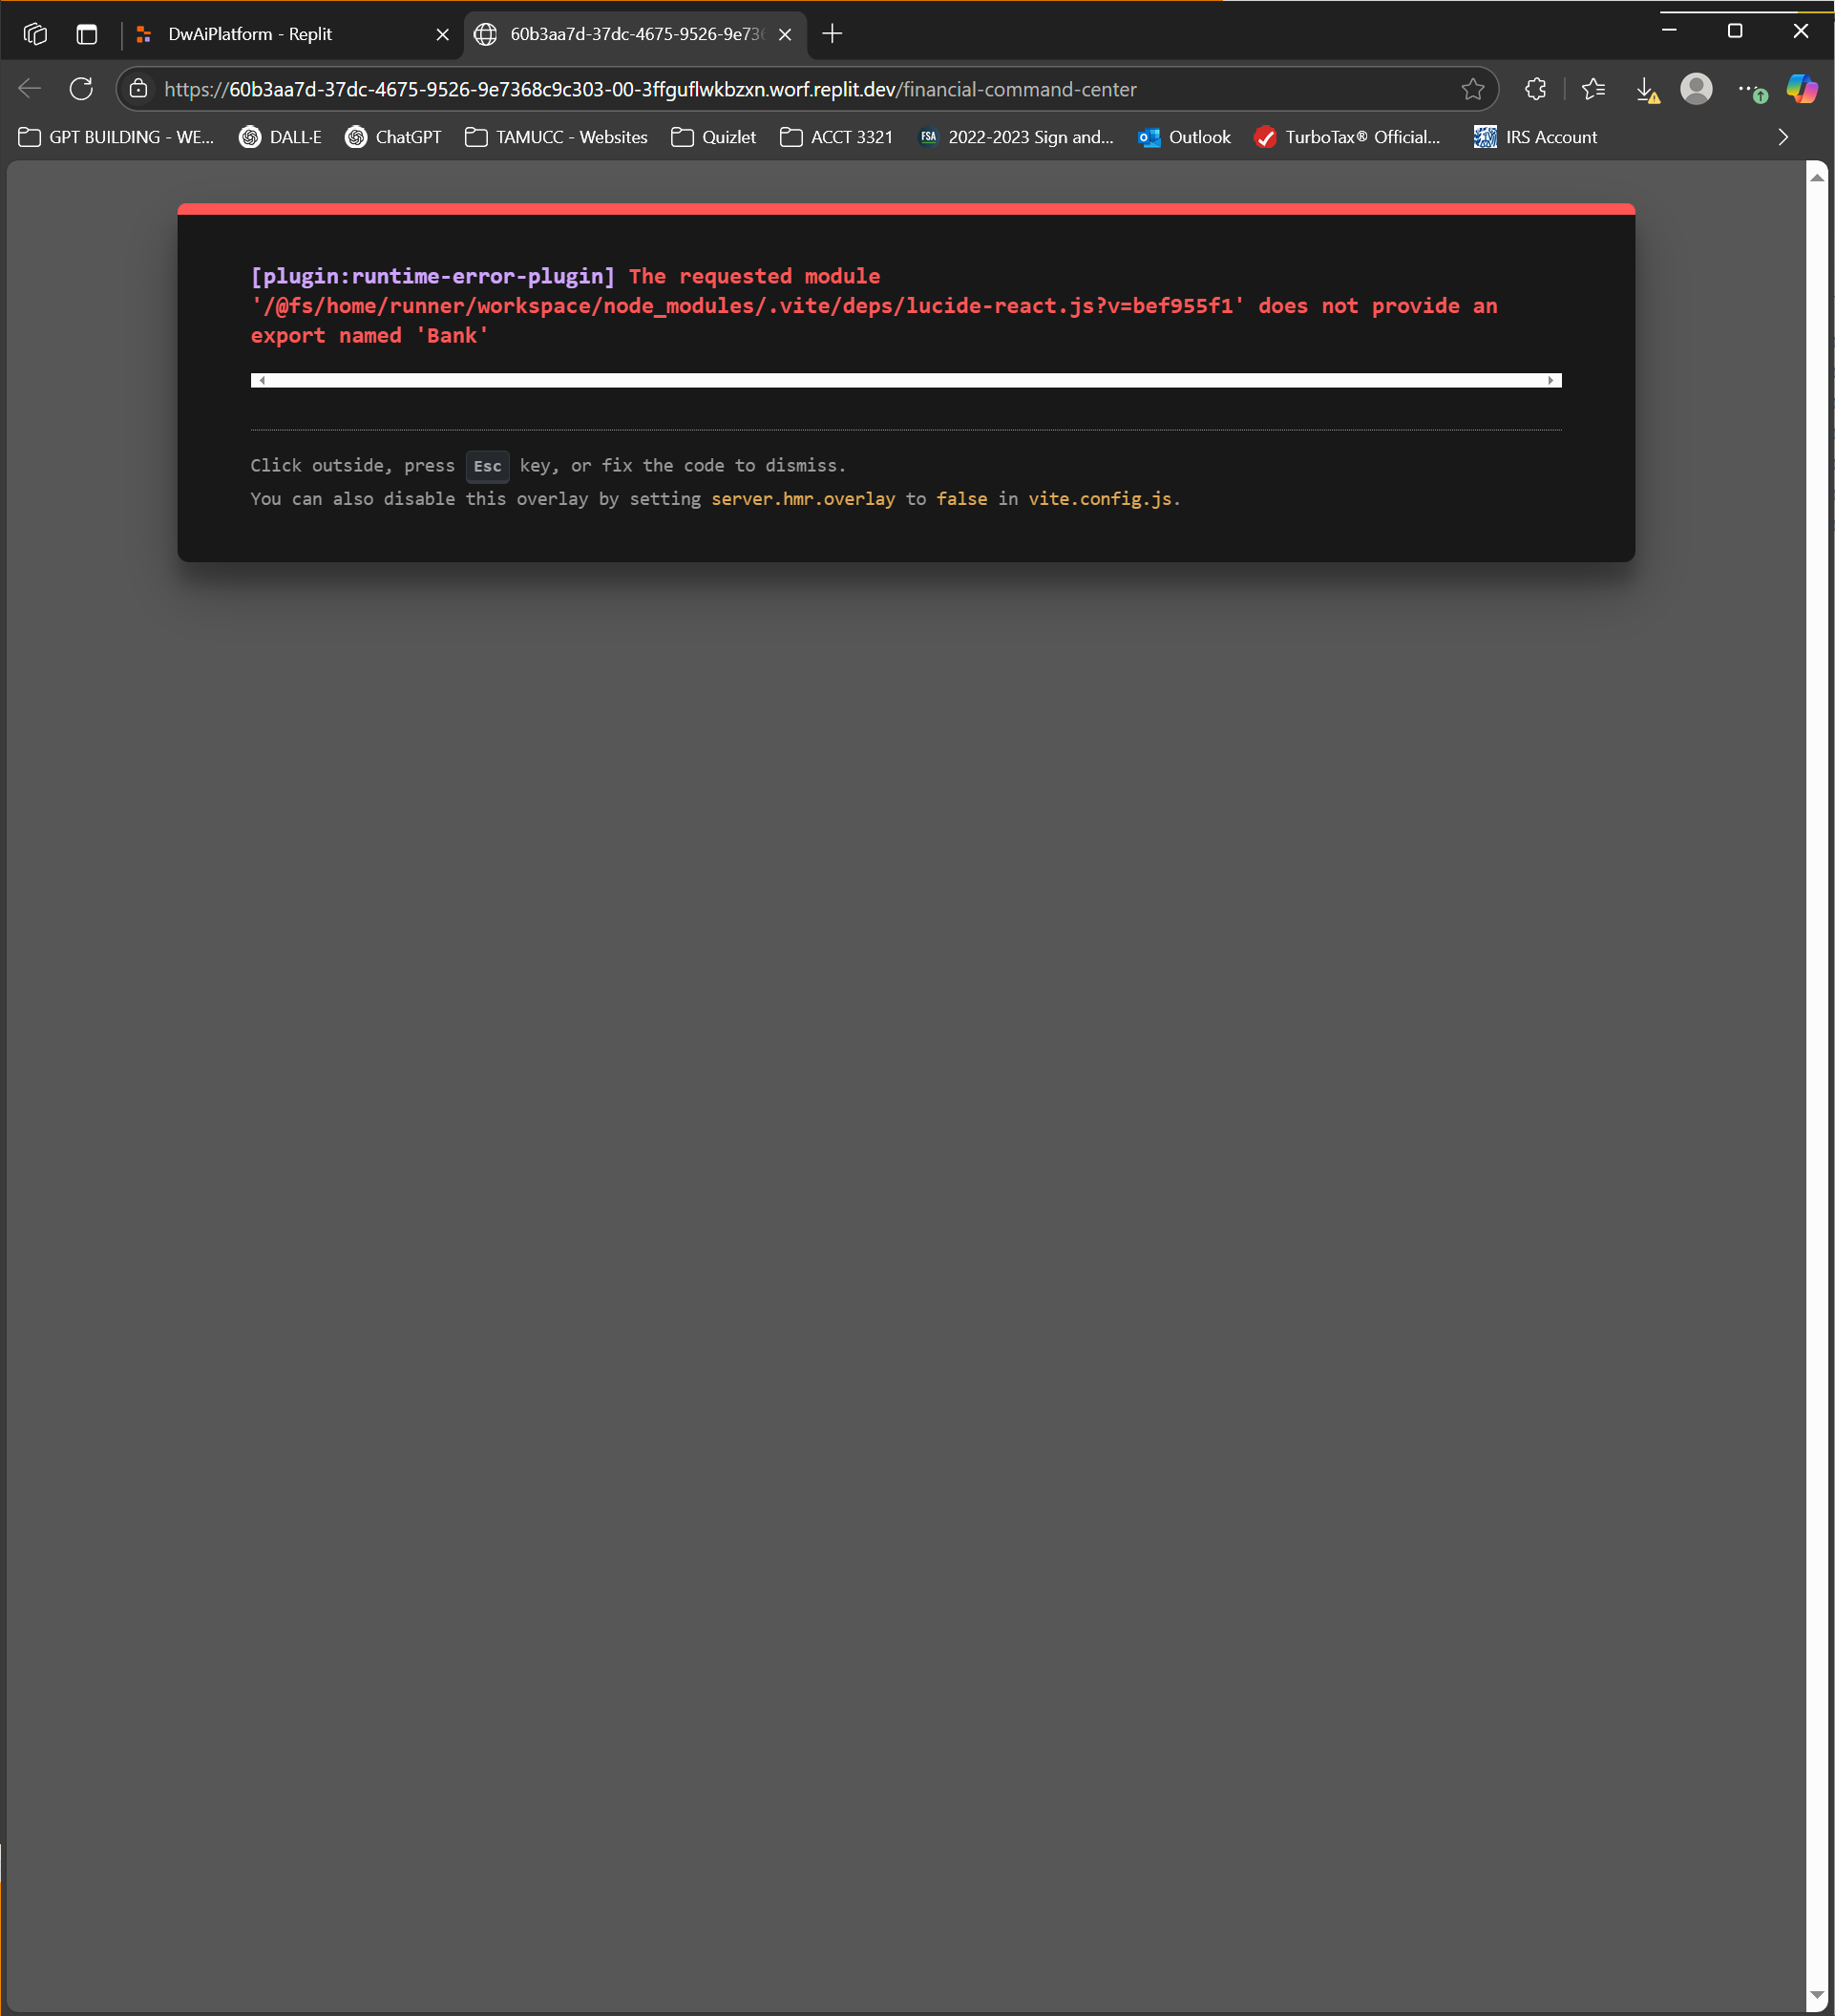 DwAiPlatform - Replit
60b3aa7d-37dc-4675-9526-9e736
https://60b3aa7d-37dc-4675-9526-9e7368c9c303-00-3ffguflwkbzxn.worf.replit.dev/financial-command-center
GPT BUILDING - WE... DALL·E ChatGPT TAMUCC - Websites Quizlet ACCT 3321 FSA 2022-2023 Sign and... Outlook TurboTax® Official... IRS Account
[plugin:runtime-error-plugin] The requested module
'/@fs/home/runner/workspace/node_modules/.vite/deps/lucide-react.js?v=bef955f1' does not provide an
export named 'Bank'
Click outside, press Esc key, or fix the code to dismiss.
You can also disable this overlay by setting server.hmr.overlay to false in vite.config.js.